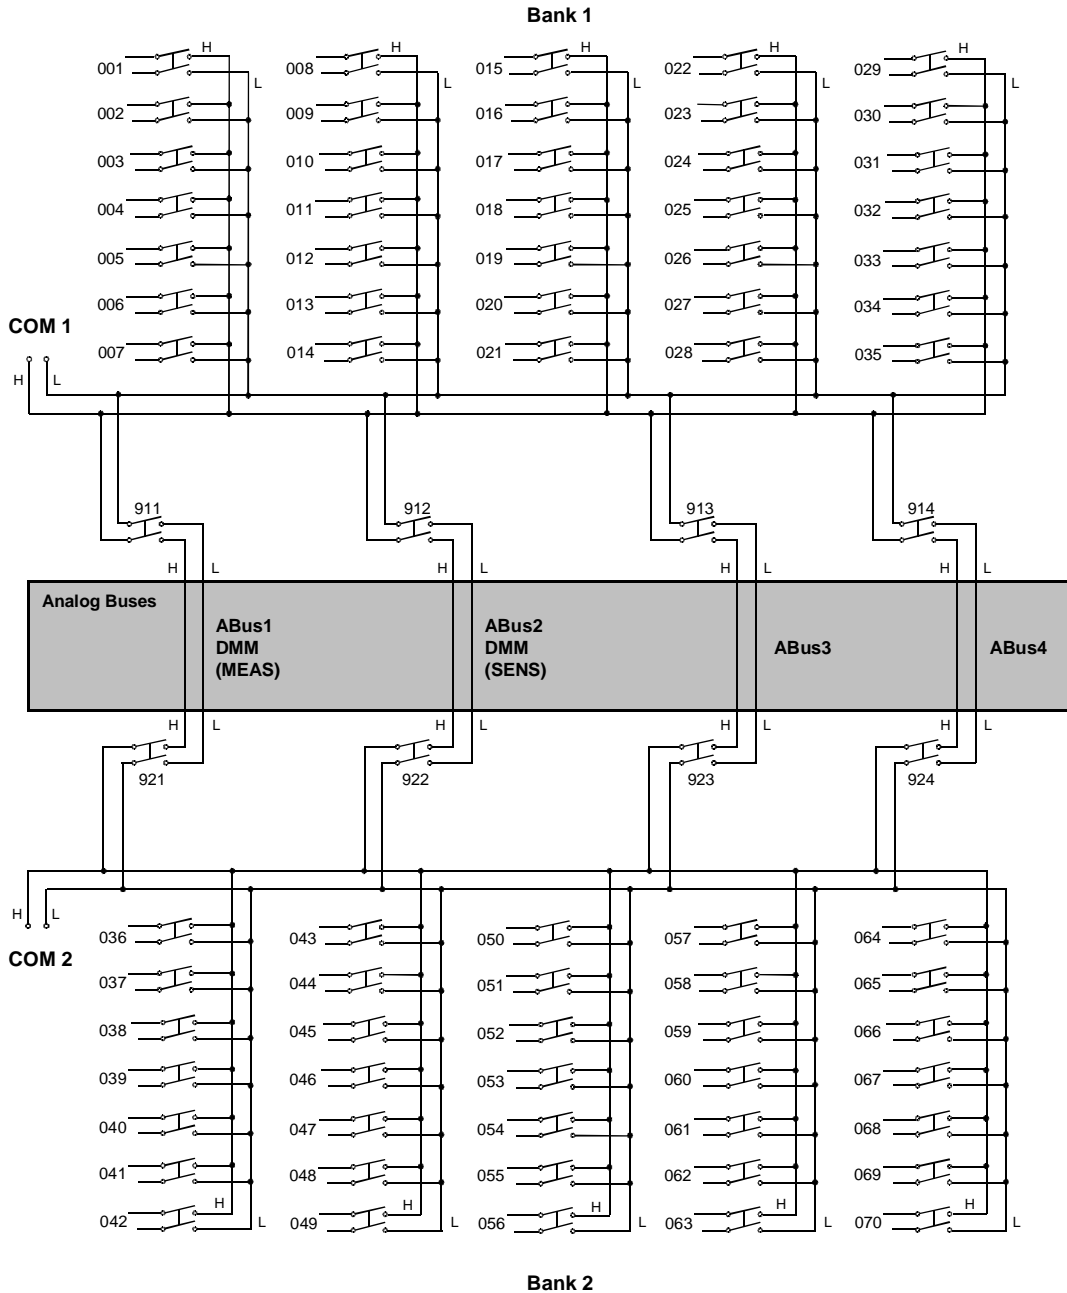 Bank 1
H H H H H
001 008 015 022 029
L L L L L
002 009 016 023 030
003 010 017 024 031
004 011 018 025 032
005 012 019 026 033
006 013 020 027 034
COM 1
007 014 021 028 035
H L
911 912 913 914
H L H L H L H L
Analog Buses
ABus1
DMM
(MEAS)
ABus2
DMM
(SENS)
ABus3
ABus4
H L H L H L H L
921 922 923 924
H L
COM 2
036 043 050 057 064
037 044 051 058 065
038 045 052 059 066
039 046 053 060 067
040 047 054 061 068
041 048 055 062 069
H H H H H
042 049 056 063 070
L L L L L
Bank 2